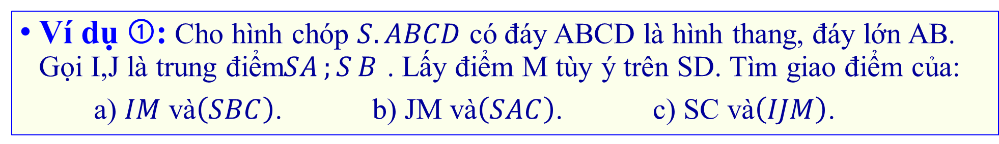 • Ví dụ ①: Cho hình chóp S.ABCD có đáy ABCD là hình thang, đáy lớn AB.
Gọi I,J là trung điểmSA ; S B . Lấy điểm M tùy ý trên SD. Tìm giao điểm của:
a) IM và(SBC). b) JM và(SAC). c) SC và(IJM).